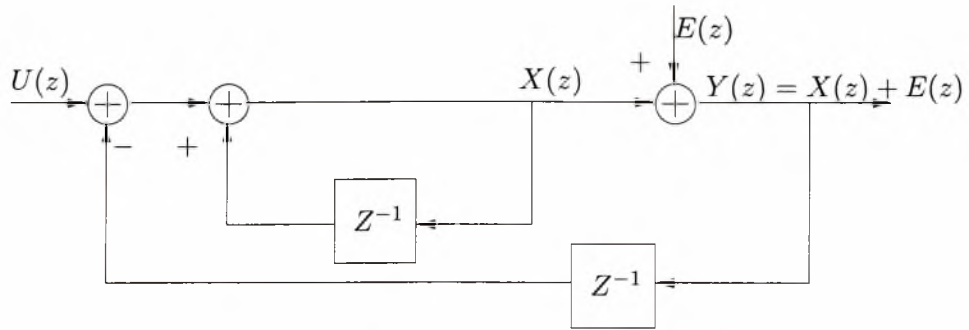 E(z)
+
U(z)
X(z)
Y(z) = X(z) + E(z)
+
+
+
−
+
Z⁻¹
Z⁻¹